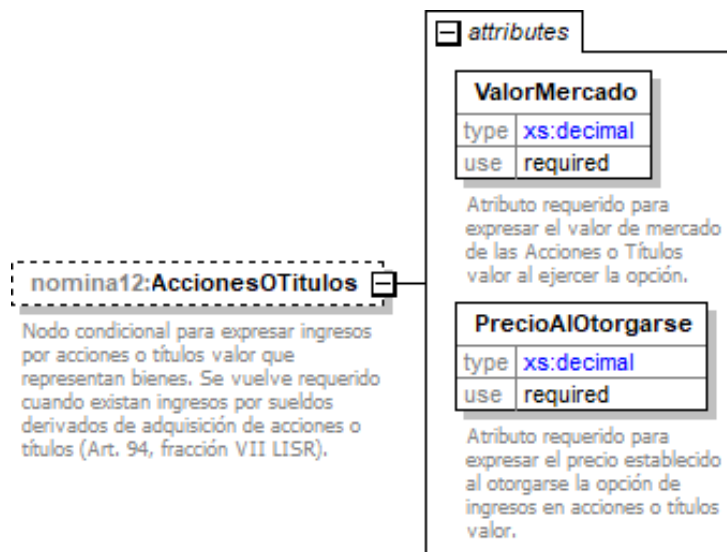 attributes
ValorMercado
type xs:decimal
use required
Atributo requerido para
expresar el valor de mercado
de las Acciones o Títulos
valor al ejercer la opción.
nomina12:AccionesOTitulos
Nodo condicional para expresar ingresos
por acciones o títulos valor que
representan bienes. Se vuelve requerido
cuando existan ingresos por sueldos
derivados de adquisición de acciones o
títulos (Art. 94, fracción VII LISR).
PrecioAlOtorgarse
type xs:decimal
use required
Atributo requerido para
expresar el precio establecido
al otorgarse la opción de
ingresos en acciones o títulos
valor.